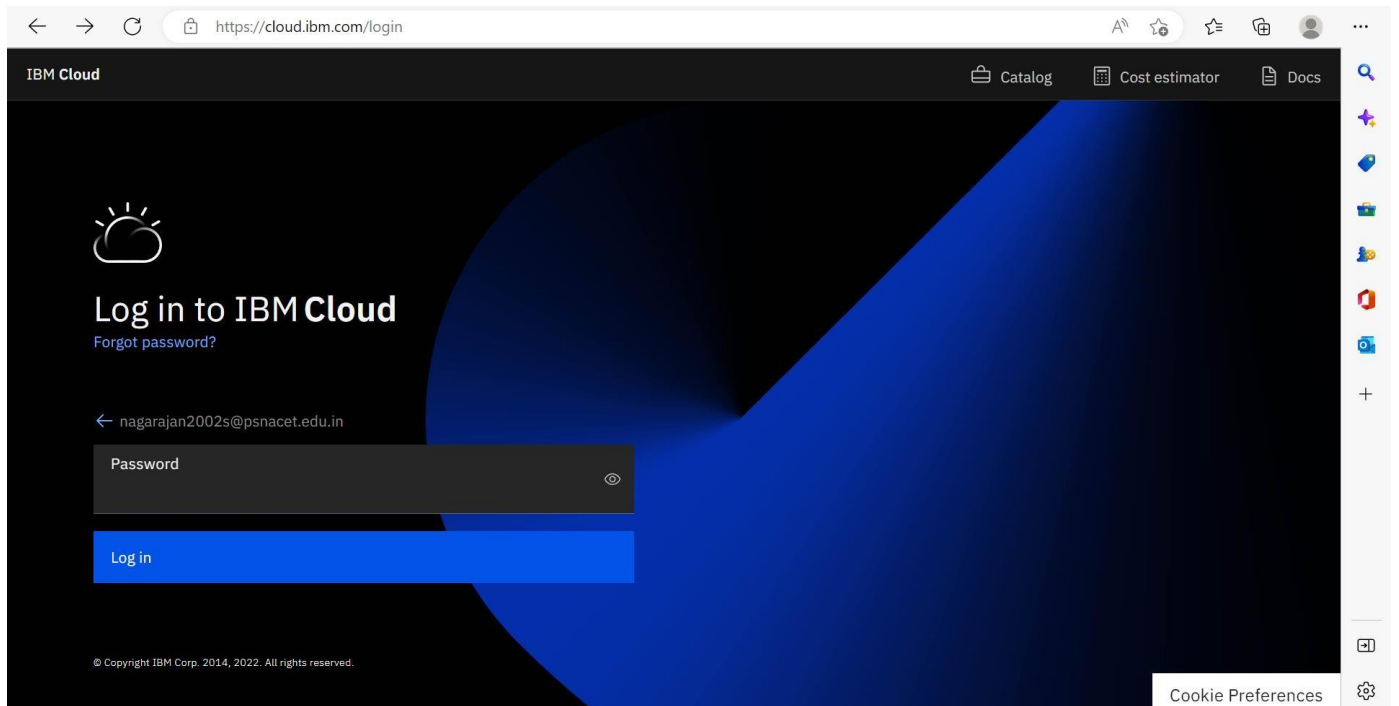 https://cloud.ibm.com/login
IBM Cloud
Catalog
Cost estimator
Docs
Log in to IBM Cloud
Forgot password?
← nagarajan2002s@psnacet.edu.in
Password
Log in
© Copyright IBM Corp. 2014, 2022. All rights reserved.
Cookie Preferences